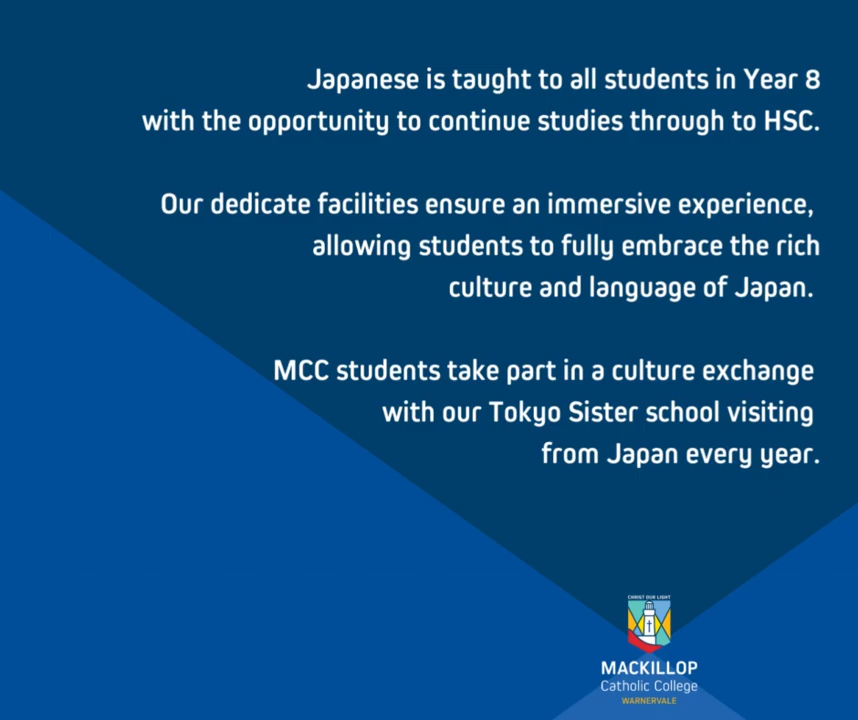 Japanese is taught to all students in Year 8
with the opportunity to continue studies through to HSC.
Our dedicate facilities ensure an immersive experience,
allowing students to fully embrace the rich
culture and language of Japan.
MCC students take part in a culture exchange
with our Tokyo Sister school visiting
from Japan every year.
CHRIST OUR LIGHT
MACKILLOP
Catholic College
WARNERVALE